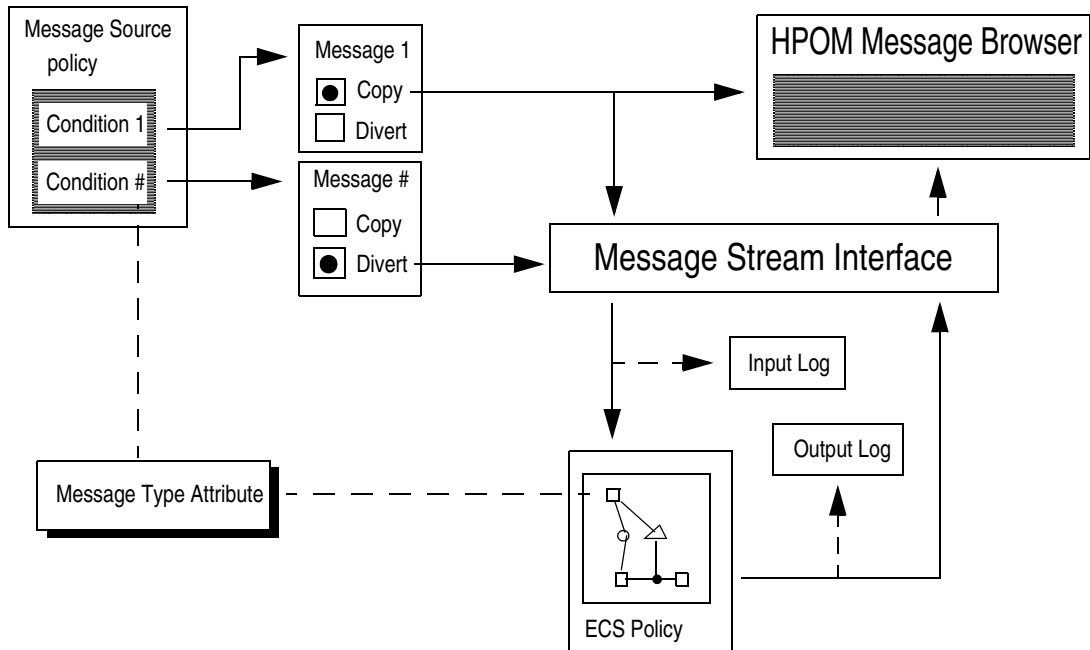 Message Source
policy
Condition 1
Condition #
Message 1
Copy
Divert
Message #
Copy
Divert
HPOM Message Browser
Message Stream Interface
Input Log
Output Log
Message Type Attribute
ECS Policy